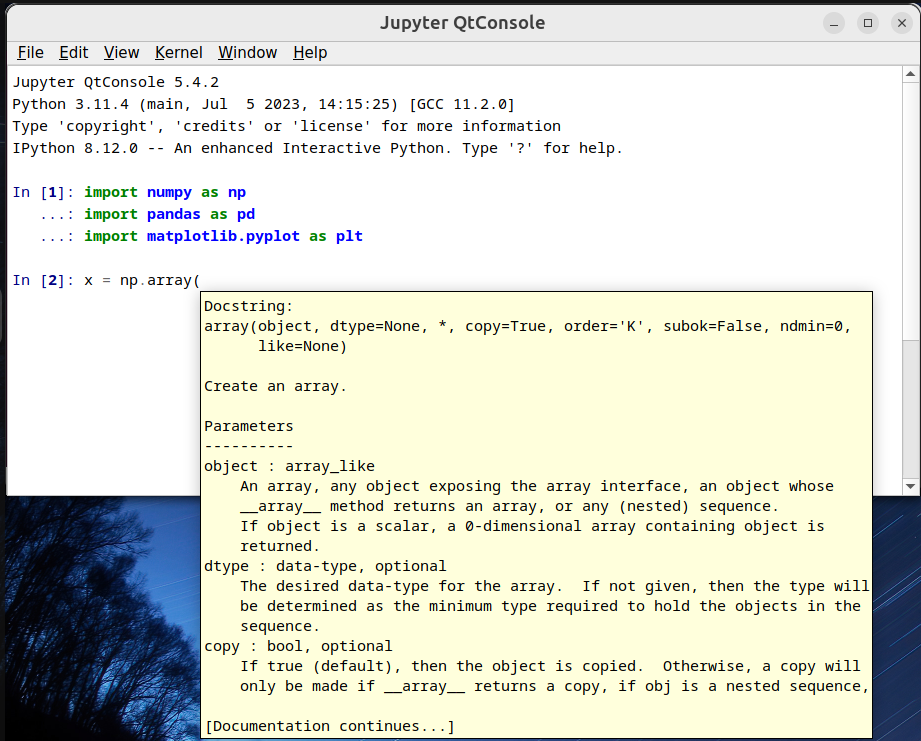 Jupyter QtConsole
File Edit View Kernel Window Help
Jupyter QtConsole 5.4.2
Python 3.11.4 (main, Jul  5 2023, 14:15:25) [GCC 11.2.0]
Type 'copyright', 'credits' or 'license' for more information
IPython 8.12.0 -- An enhanced Interactive Python. Type '?' for help.
In [1]: import numpy as np
   ...: import pandas as pd
   ...: import matplotlib.pyplot as plt
In [2]: x = np.array(
Docstring:
array(object, dtype=None, *, copy=True, order='K', subok=False, ndmin=0,
      like=None)
Create an array.
Parameters
----------
object : array_like
    An array, any object exposing the array interface, an object whose
    __array__ method returns an array, or any (nested) sequence.
    If object is a scalar, a 0-dimensional array containing object is
    returned.
dtype : data-type, optional
    The desired data-type for the array.  If not given, then the type will
    be determined as the minimum type required to hold the objects in the
    sequence.
copy : bool, optional
    If true (default), then the object is copied.  Otherwise, a copy will
    only be made if __array__ returns a copy, if obj is a nested sequence,
[Documentation continues...]